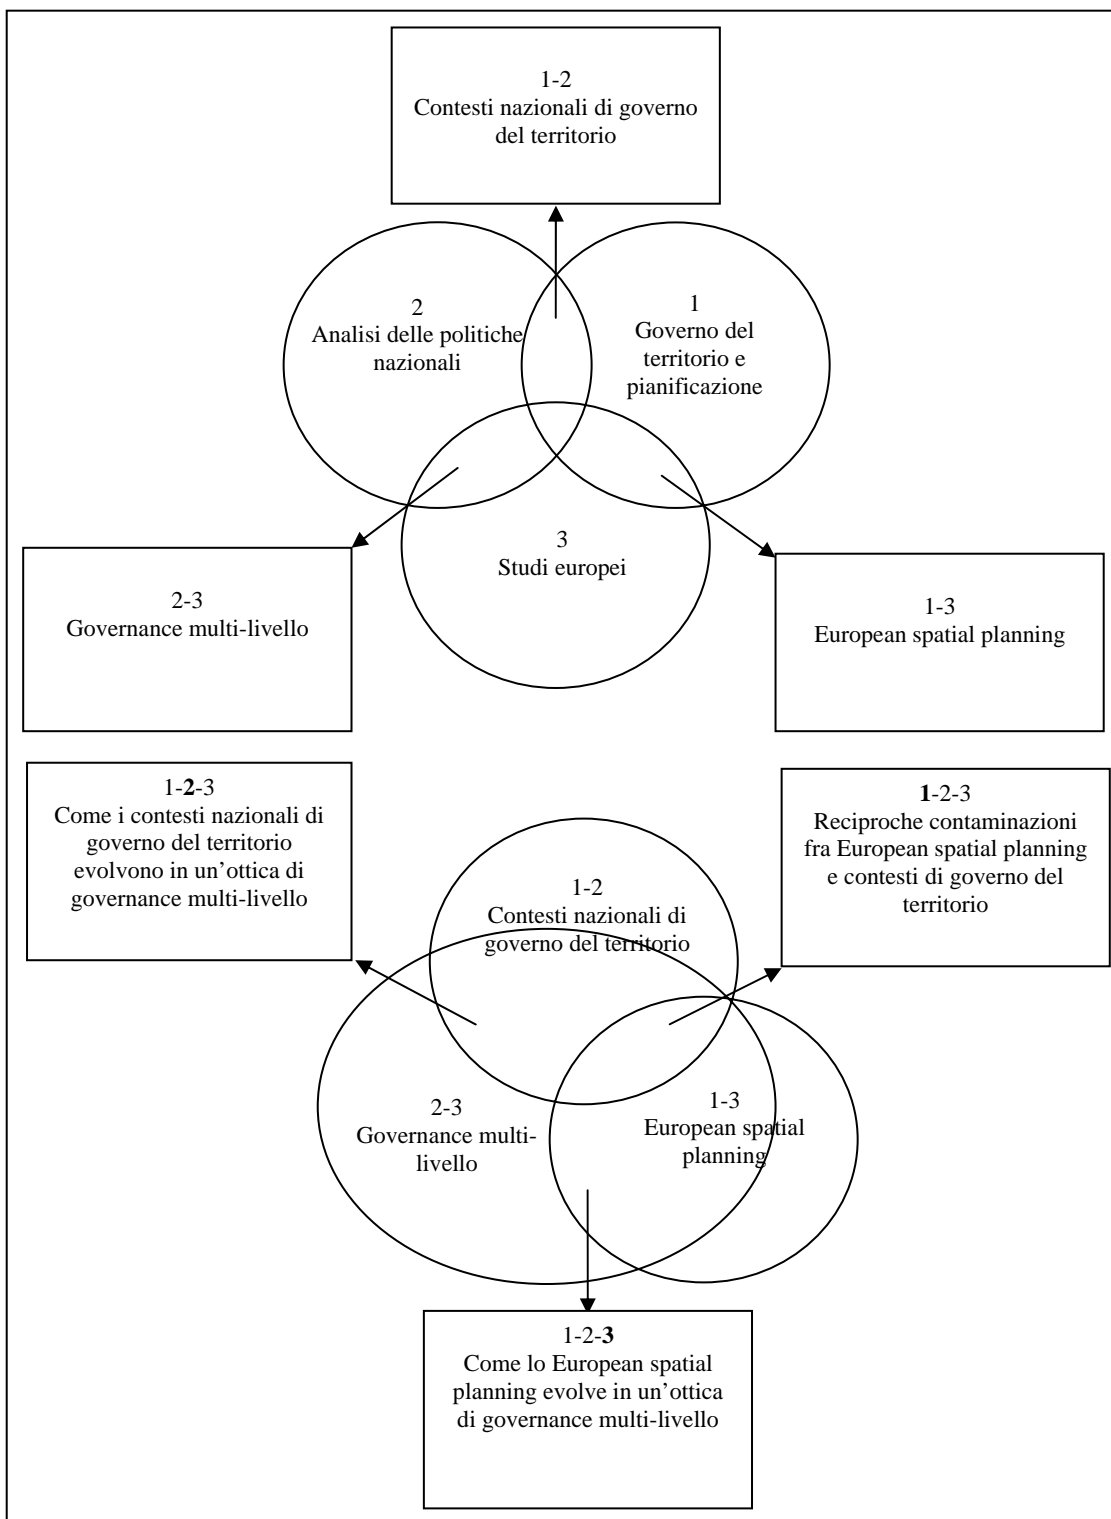 1-2
Contesti nazionali di governo
del territorio
2
Analisi delle politiche
nazionali
1
Governo del
territorio e
pianificazione
3
Studi europei
2-3
Governance multi-livello
1-3
European spatial planning
1-2-3
Come i contesti nazionali di
governo del territorio
evolvono in un’ottica di
governance multi-livello
1-2-3
Reciproche contaminazioni
fra European spatial planning
e contesti di governo del
territorio
1-2
Contesti nazionali di
governo del territorio
2-3
Governance multi-
livello
1-3
European spatial
planning
1-2-3
Come lo European spatial
planning evolve in un’ottica
di governance multi-livello